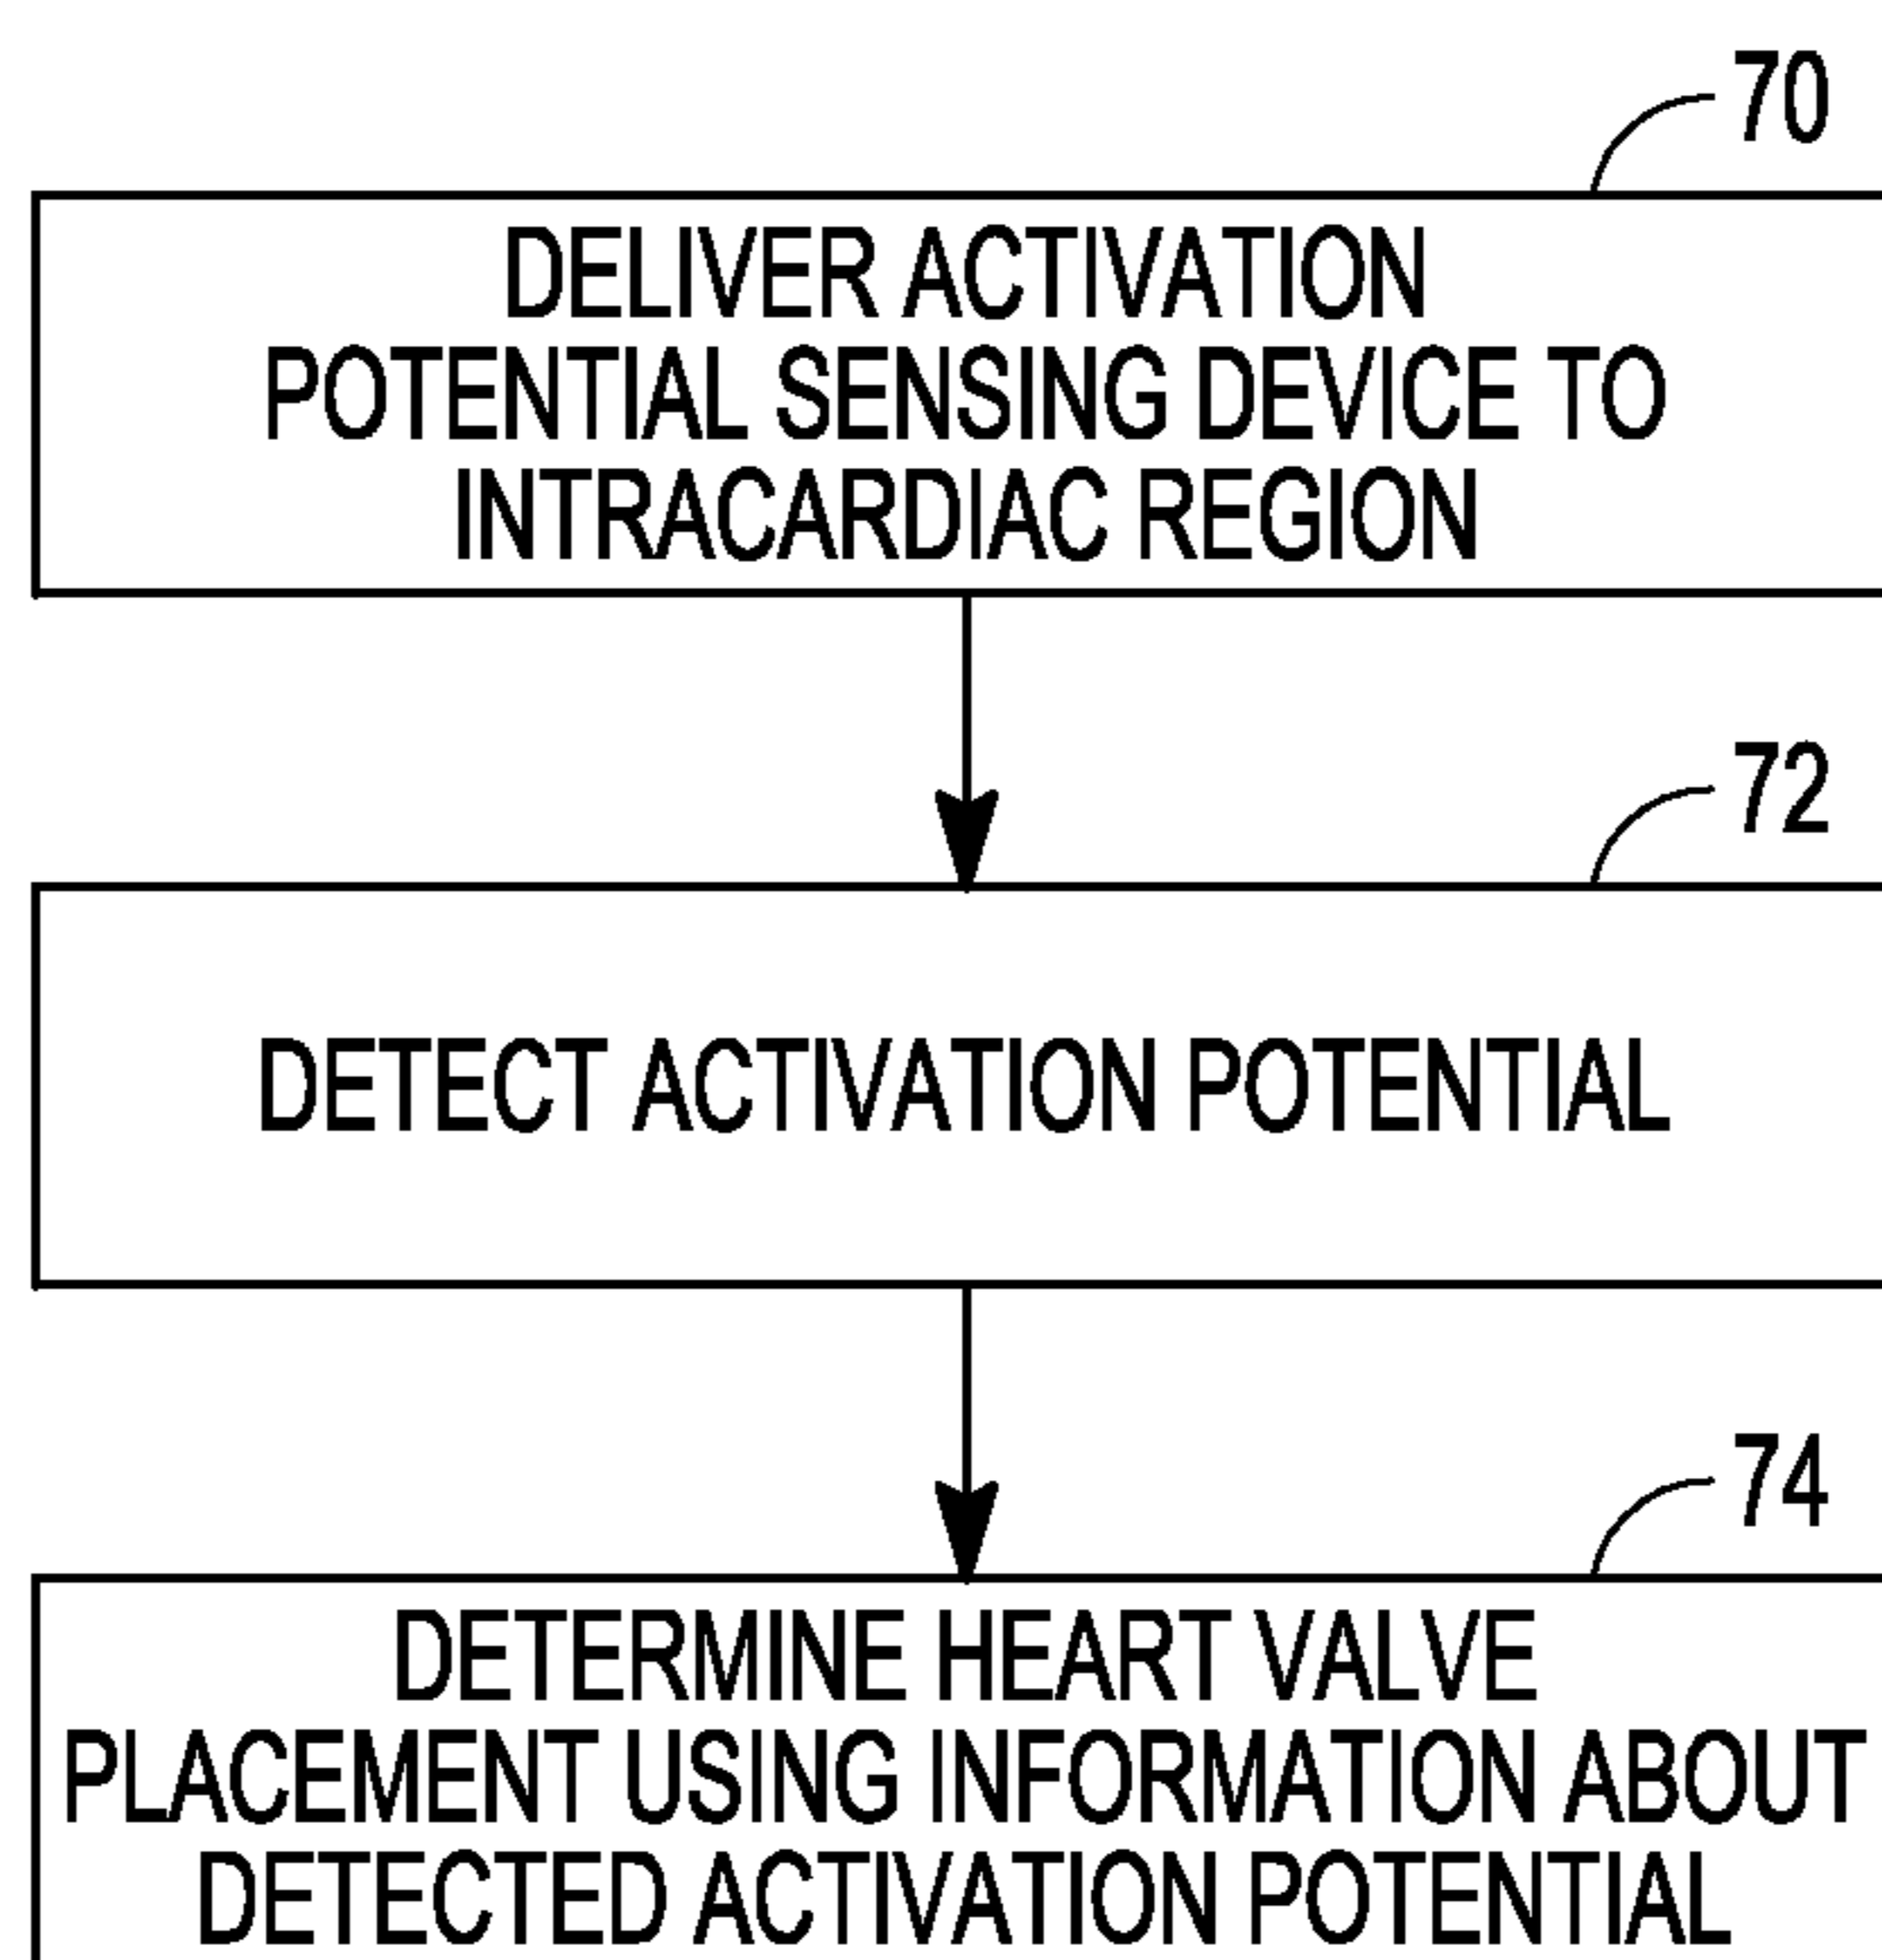 70
DELIVER ACTIVATION
POTENTIAL SENSING DEVICE TO
INTRACARDIAC REGION
72
DETECT ACTIVATION POTENTIAL
74
DETERMINE HEART VALVE
PLACEMENT USING INFORMATION ABOUT
DETECTED ACTIVATION POTENTIAL